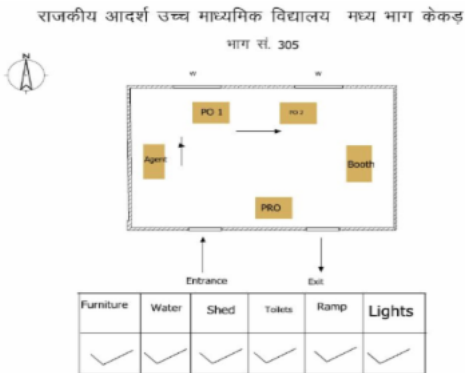 राजकीय आदर्श उच्च माध्यमिक विद्यालय मध्य भाग केकड़
भाग सं. 305
N
W W
PO 1 PO 2
Agent Booth
PRO
Entrance Exit
Furniture Water Shed Toilets Ramp Lights